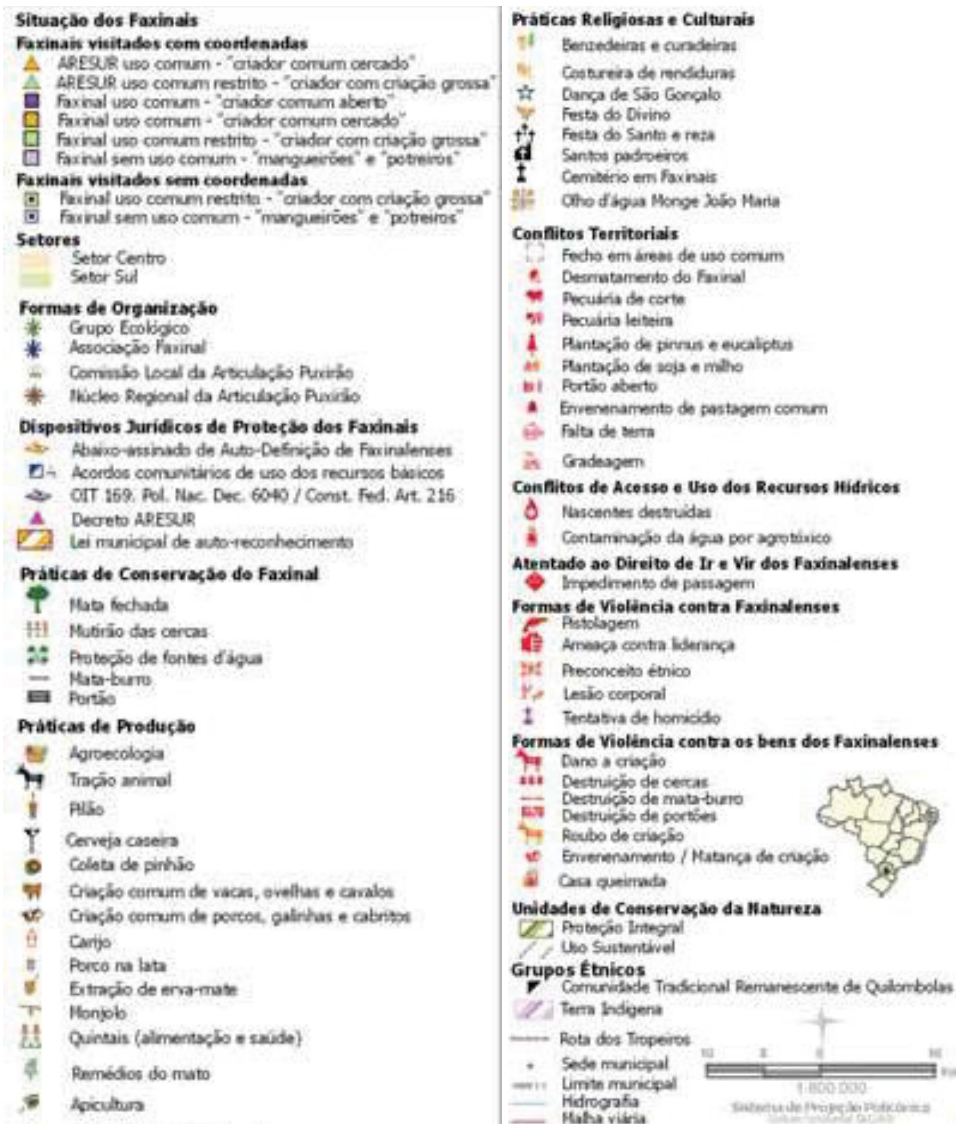 Situação dos Faxinais
Faxinais visitados com coordenadas
ARESUR uso comum - "criador comum cercado"
ARESUR uso comum restrito - "criador com criação grossa"
Faxinal uso comum - "criador comum aberto"
Faxinal uso comum - "criador comum cercado"
Faxinal uso comum restrito - "criador com criação grossa"
Faxinal sem uso comum - "mangueirões" e "potreiros"
Faxinais visitados sem coordenadas
Faxinal uso comum restrito - "criador com criação grossa"
Faxinal sem uso comum - "mangueirões" e "potreiros"
Setores
Setor Centro
Setor Sul
Formas de Organização
Grupo Ecológico
Associação Faxinal
Comissão Local da Articulação Puxirão
Núcleo Regional da Articulação Puxirão
Dispositivos Jurídicos de Proteção dos Faxinais
Abaixo-assinado de Auto-Definição de Faxinalenses
Acordos comunitários de uso dos recursos básicos
OIT 169. Pol. Nac. Dec. 6040 / Const. Fed. Art. 216
Decreto ARESUR
Lei municipal de auto-reconhecimento
Práticas de Conservação do Faxinal
Mata fechada
Mutirão das cercas
Proteção de fontes d'água
Mata-burro
Portão
Práticas de Produção
Agroecologia
Tração animal
Pilão
Cerveja caseira
Coleta de pinhão
Criação comum de vacas, ovelhas e cavalos
Criação comum de porcos, galinhas e cabritos
Carijo
Porco na lata
Extração de erva-mate
Monjolo
Quintais (alimentação e saúde)
Remédios do mato
Apicultura
Práticas Religiosas e Culturais
Benzedeiras e curadeiras
Costureira de rendiduras
Dança de São Gonçalo
Festa do Divino
Festa do Santo e reza
Santos padroeiros
Cemitério em Faxinais
Olho d'água Monge João Maria
Conflitos Territoriais
Fecho em áreas de uso comum
Desmatamento do Faxinal
Pecuária de corte
Pecuária leiteira
Plantação de pinnus e eucaliptus
Plantação de soja e milho
Portão aberto
Envenenamento de pastagem comum
Falta de terra
Gradeagem
Conflitos de Acesso e Uso dos Recursos Hídricos
Nascentes destruídas
Contaminação da água por agrotóxico
Atentado ao Direito de Ir e Vir dos Faxinalenses
Impedimento de passagem
Formas de Violência contra Faxinalenses
Pistolagem
Ameaça contra liderança
Preconceito étnico
Lesão corporal
Tentativa de homicídio
Formas de Violência contra os bens dos Faxinalenses
Dano a criação
Destruição de cercas
Destruição de mata-burro
Destruição de portões
Roubo de criação
Envenenamento / Matança de criação
Casa queimada
Unidades de Conservação da Natureza
Proteção Integral
Uso Sustentável
Grupos Étnicos
Comunidade Tradicional Remanescente de Quilombolas
Terra Indígena
Rota dos Tropeiros
Sede municipal
Limite municipal
Hidrografia
Malha viária
1:800.000
Sistema de Projeção Policônica